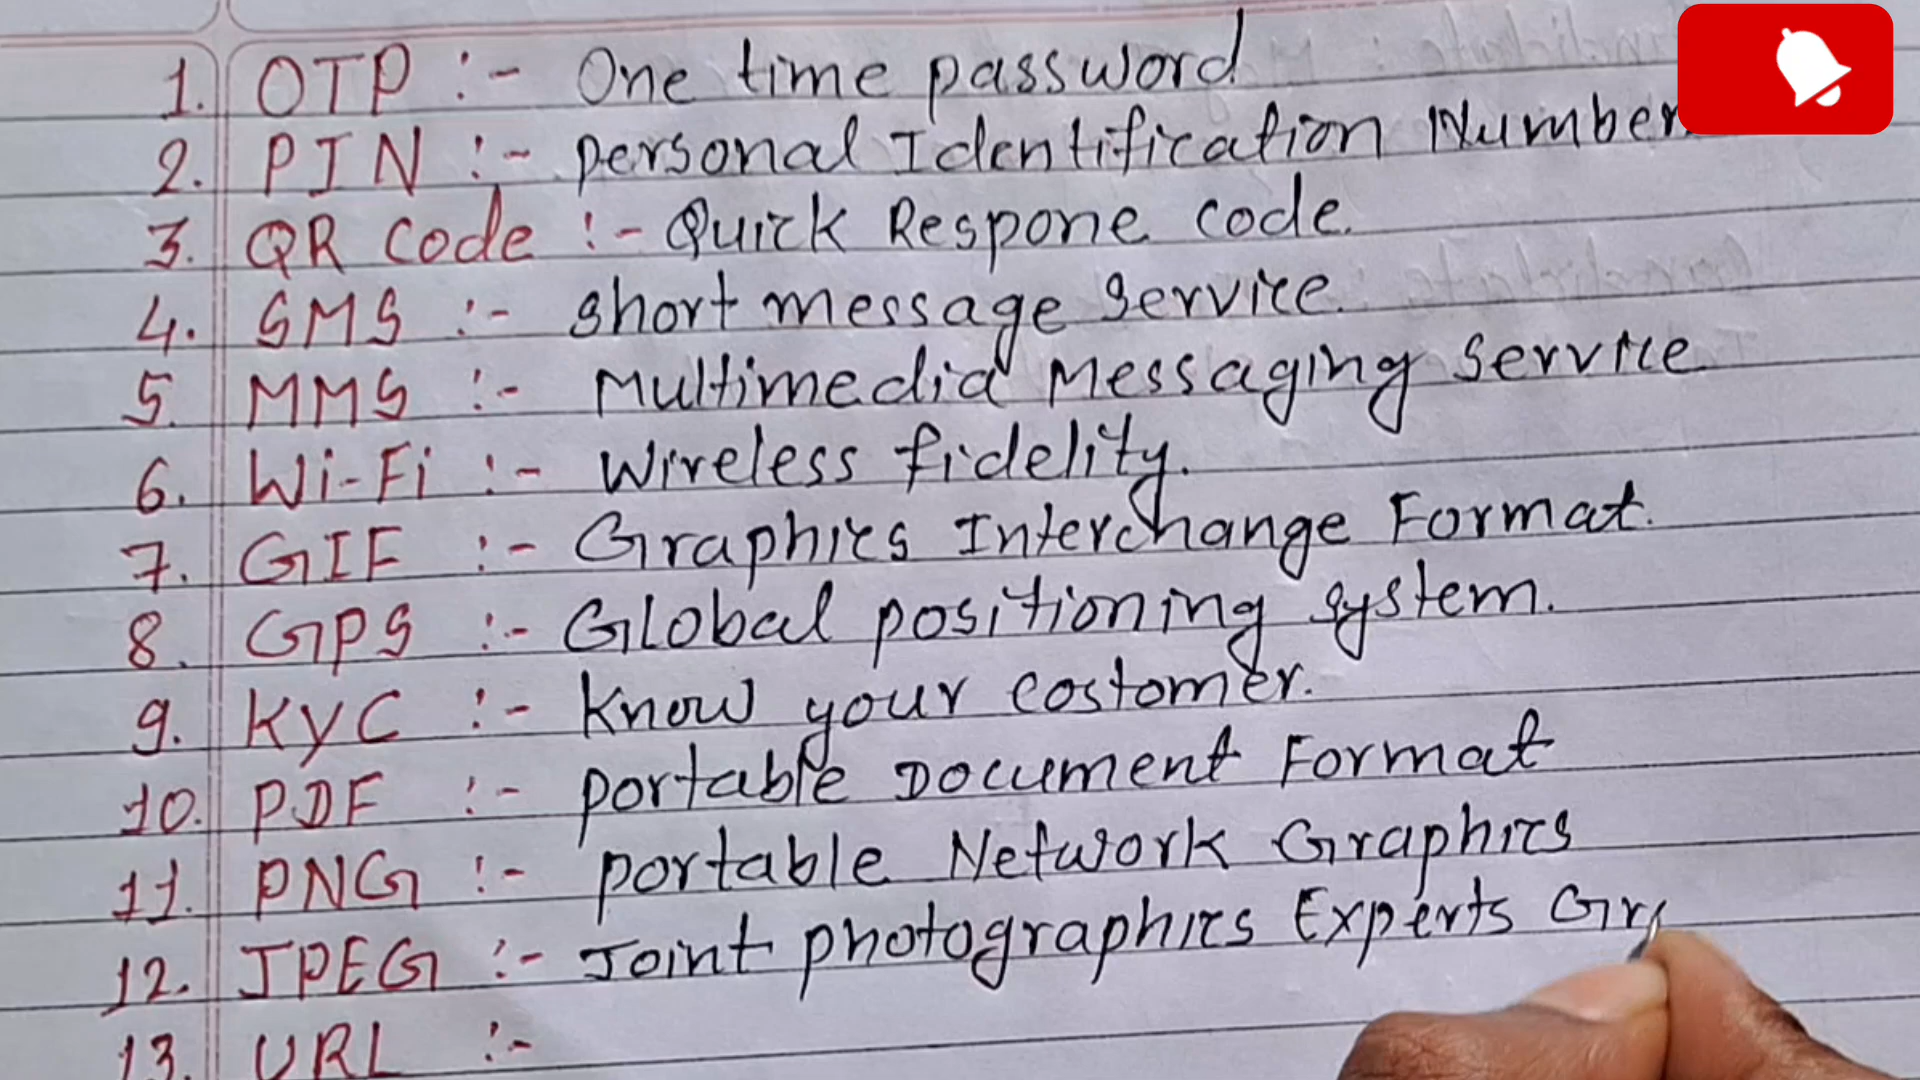 1. OTP :- One time password
2. PIN :- personal Identification Number
3. QR Code :- Quick Respone code.
4. SMS :- short message service.
5. MMS :- Multimedia Messaging service
6. Wi-Fi :- Wireless fidelity.
7. GIF :- Graphics Interchange Format.
8. GPS :- Global positioning system.
9. KYC :- Know your costomer.
10. PDF :- portable Document Format
11. PNG :- portable Network Graphics
12. JPEG :- Joint photographics Experts Gr
13. URL :-